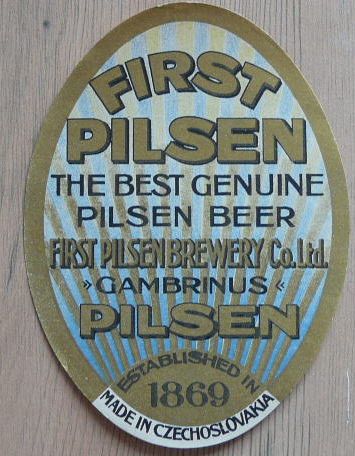 FIRST
PILSEN
THE BEST GENUINE
PILSEN BEER
FIRST PILSEN BREWERY Co. Ltd.
»GAMBRINUS«
PILSEN
ESTABLISHED IN
1869
MADE IN CZECHOSLOVAKIA